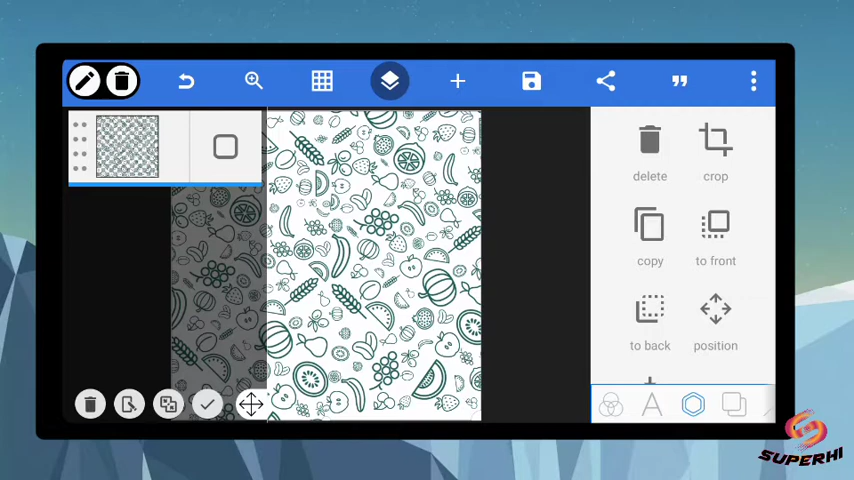 delete
crop
copy
to front
to back
position
A
SUPERHI